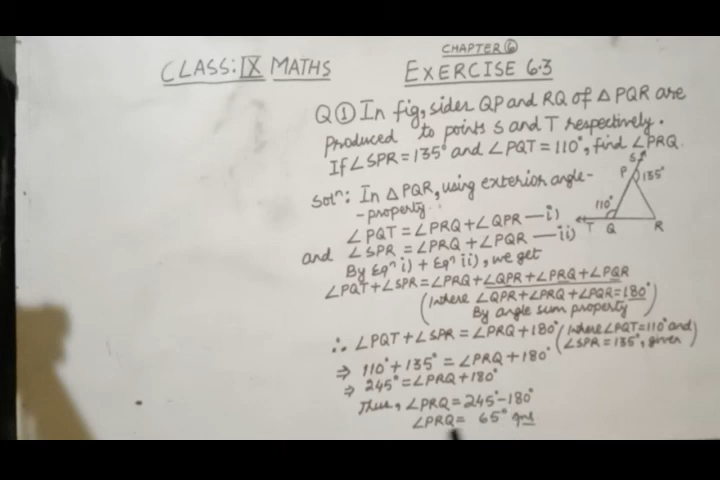 CHAPTER 6
CLASS: IX MATHS EXERCISE 6.3
Q ① In fig, sides QP and RQ of △ PQR are
Produced to points S and T respectively.
If ∠SPR = 135° and ∠PQT = 110°, find ∠PRQ.
S
P 135°
110°
T Q R
Solⁿ: In △ PQR, using exterior angle-
-property.
∠PQT = ∠PRQ + ∠QPR — i)
and ∠SPR = ∠PRQ + ∠PQR — ii)
By Eqⁿ i) + Eqⁿ ii), we get
∠PQT + ∠SPR = ∠PRQ + ∠QPR + ∠PRQ + ∠PQR
(where ∠QPR + ∠PRQ + ∠PQR = 180°
By angle sum property)
∴ ∠PQT + ∠SPR = ∠PRQ + 180° (where ∠PQT = 110° and
∠SPR = 135°, given)
⇒ 110° + 135° = ∠PRQ + 180°
⇒ 245° = ∠PRQ + 180°
Thus, ∠PRQ = 245° - 180°
∠PRQ = 65° Ans